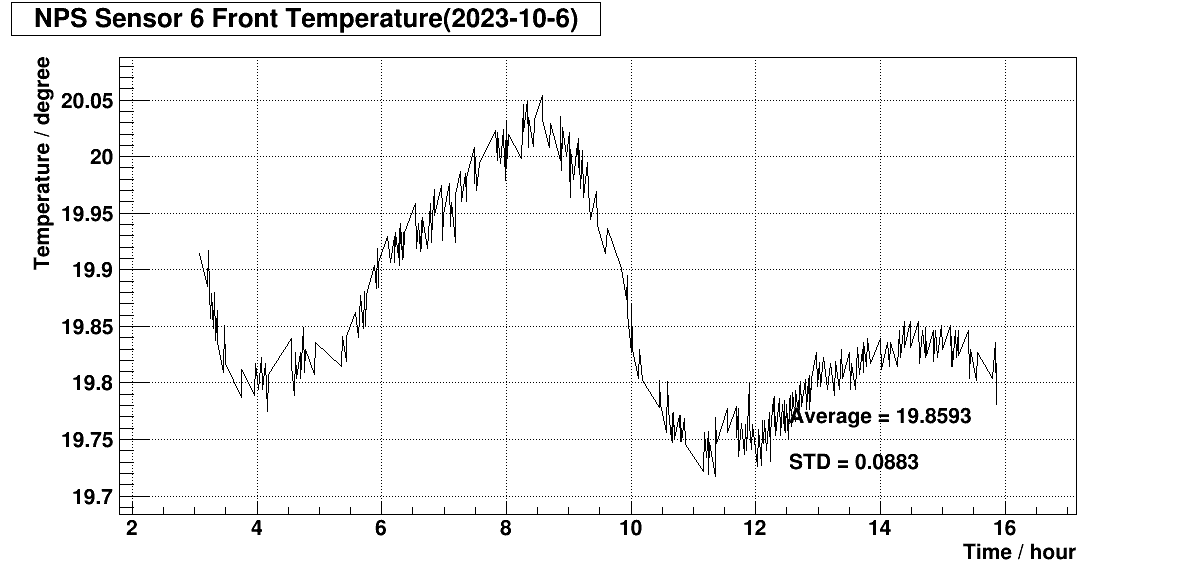 NPS Sensor 6 Front Temperature(2023-10-6)
Temperature / degree
20.05
20
19.95
19.9
19.85
19.8
19.75
19.7
Average = 19.8593
STD = 0.0883
2 4 6 8 10 12 14 16
Time / hour